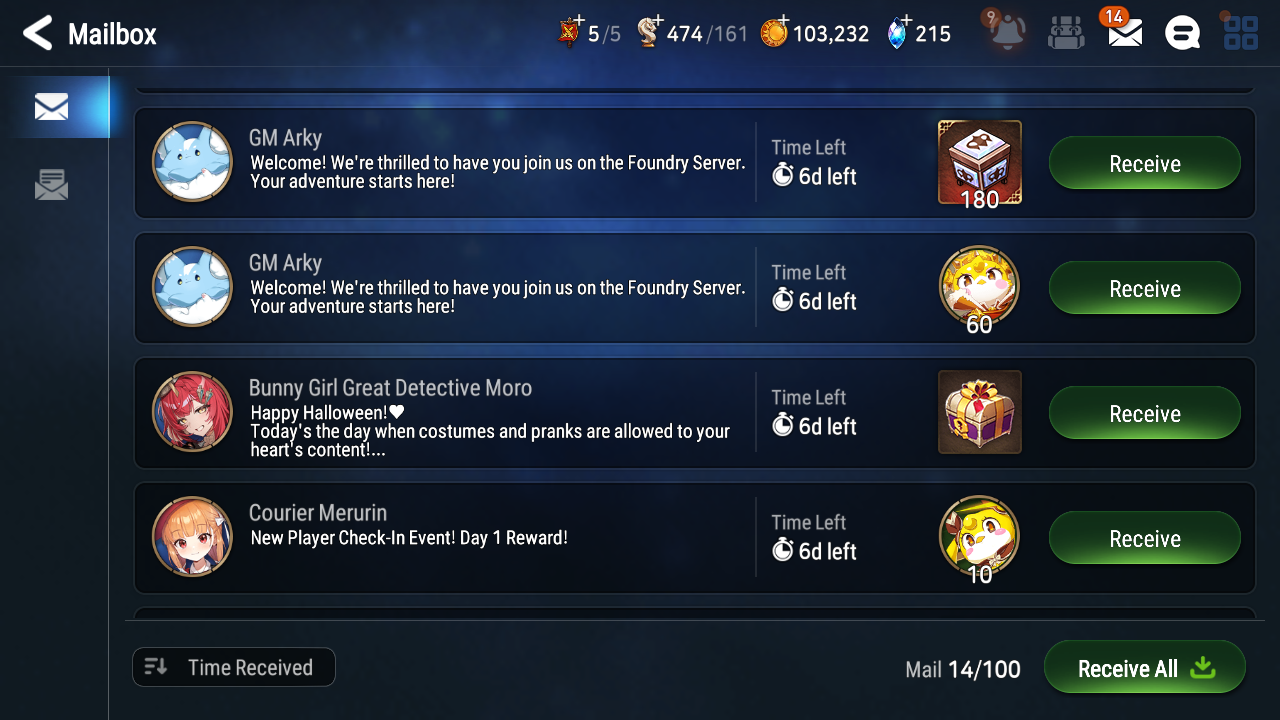 Mailbox
5/5
474/161
103,232
215
9
14
GM Arky
Welcome! We're thrilled to have you join us on the Foundry Server.
Your adventure starts here!
Time Left
6d left
180
Receive
GM Arky
Welcome! We're thrilled to have you join us on the Foundry Server.
Your adventure starts here!
Time Left
6d left
60
Receive
Bunny Girl Great Detective Moro
Happy Halloween!♥
Today's the day when costumes and pranks are allowed to your
heart's content!...
Time Left
6d left
Receive
Courier Merurin
New Player Check-In Event! Day 1 Reward!
Time Left
6d left
10
Receive
Time Received
Mail 14/100
Receive All